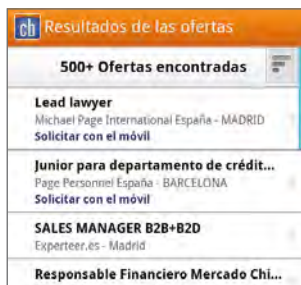 cb Resultados de las ofertas
500+ Ofertas encontradas
Lead lawyer
Michael Page International España - MADRID
Solicitar con el móvil
Junior para departamento de crédit...
Page Personnel España - BARCELONA
Solicitar con el móvil
SALES MANAGER B2B+B2D
Experteer.es - Madrid
Responsable Financiero Mercado Chi...